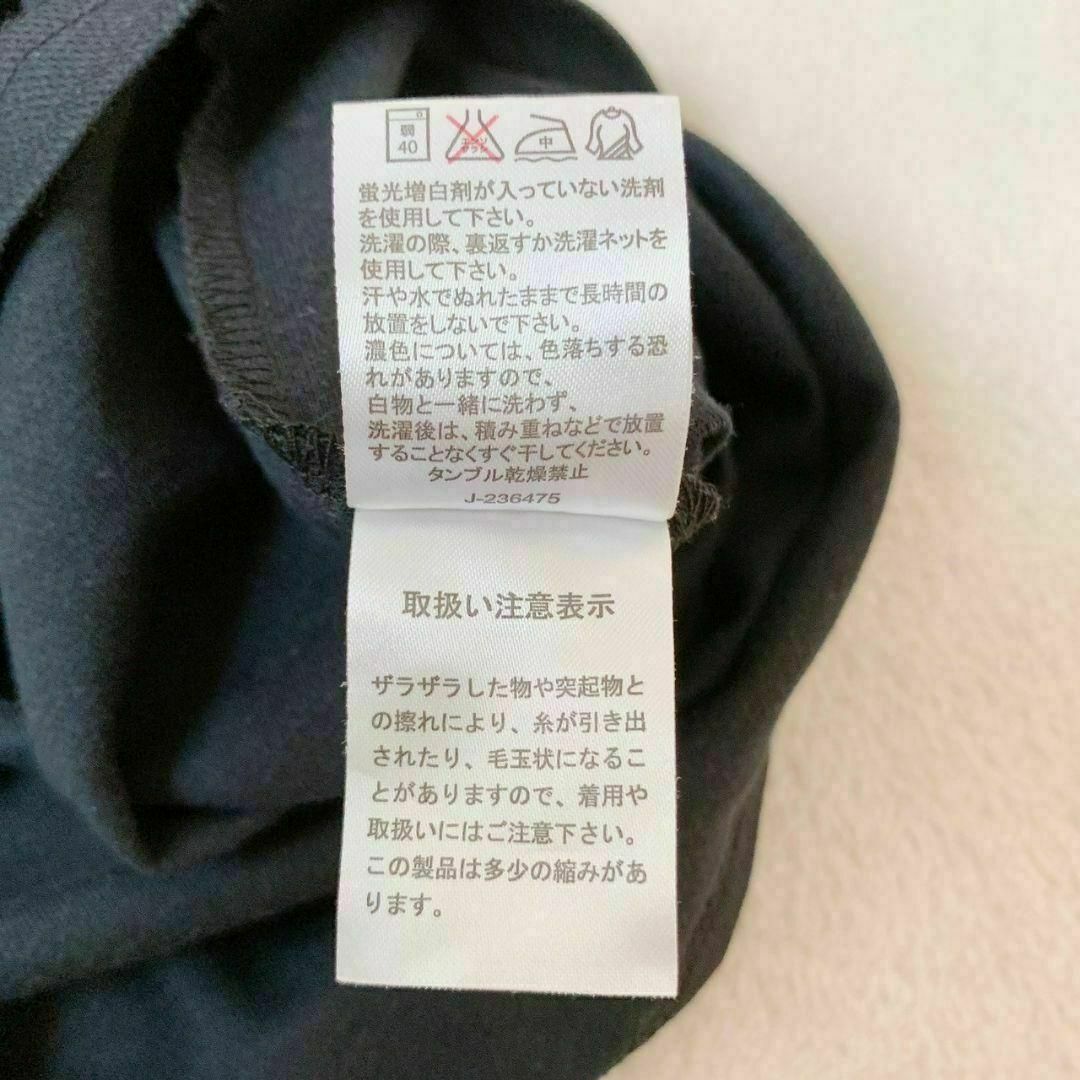 弱 40 エンソサラシ 中
蛍光増白剤が入っていない洗剤
を使用して下さい。
洗濯の際、裏返すか洗濯ネットを
使用して下さい。
汗や水でぬれたままで長時間の
放置をしないで下さい。
濃色については、色落ちする恐
れがありますので、
白物と一緒に洗わず、
洗濯後は、積み重ねなどで放置
することなくすぐ干してください。
タンブル乾燥禁止
J-236475
取扱い注意表示
ザラザラした物や突起物と
の擦れにより、糸が引き出
されたり、毛玉状になるこ
とがありますので、着用や
取扱いにはご注意下さい。
この製品は多少の縮みがあ
ります。